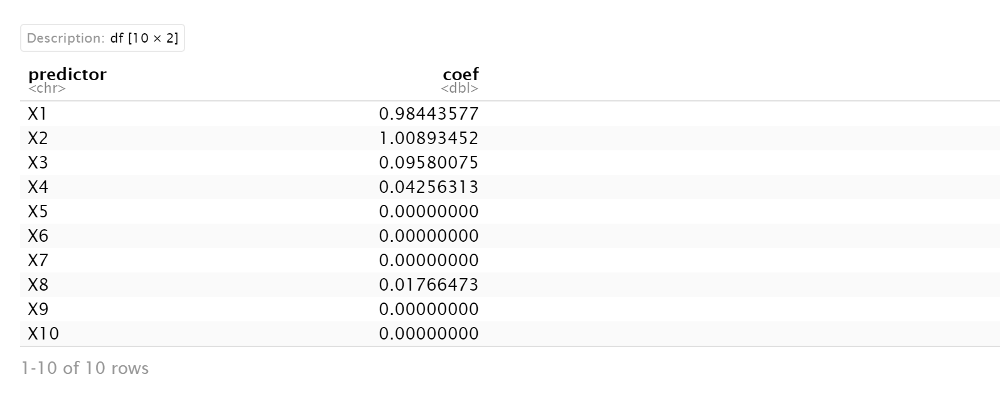 Description: df [10 × 2]
predictor coef
<chr> <dbl>
X1 0.98443577
X2 1.00893452
X3 0.09580075
X4 0.04256313
X5 0.00000000
X6 0.00000000
X7 0.00000000
X8 0.01766473
X9 0.00000000
X10 0.00000000
1-10 of 10 rows